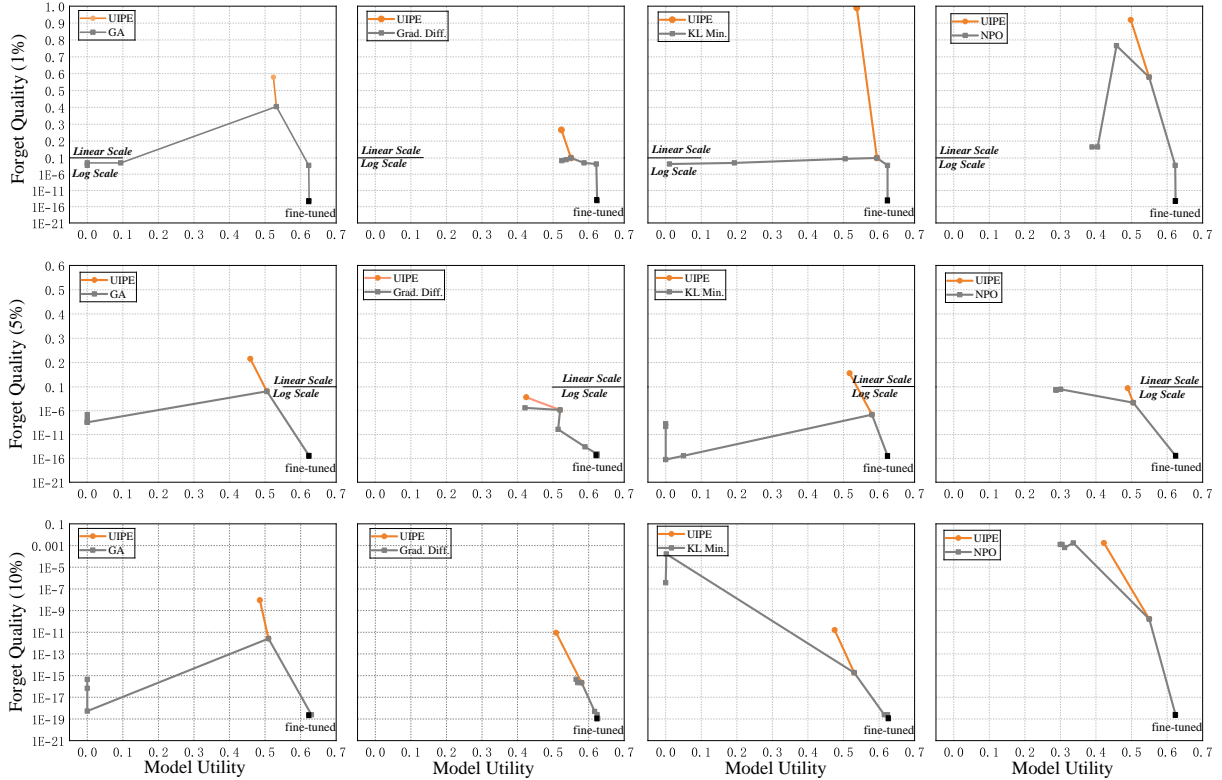 Forget Quality (1%)
1.0
0.9
0.8
0.6
0.4
0.3
0.2
0.1
1E-6
1E-11
1E-16
1E-21
UIPE
GA
Linear Scale
Log Scale
fine-tuned
0.0 0.1 0.2 0.3 0.4 0.5 0.6 0.7
UIPE
Grad. Diff.
Linear Scale
Log Scale
fine-tuned
0.0 0.1 0.2 0.3 0.4 0.5 0.6 0.7
UIPE
KL Min.
Linear Scale
Log Scale
fine-tuned
0.0 0.1 0.2 0.3 0.4 0.5 0.6 0.7
UIPE
NPO
Linear Scale
Log Scale
fine-tuned
0.0 0.1 0.2 0.3 0.4 0.5 0.6 0.7
Forget Quality (5%)
0.6
0.5
0.4
0.2
0.1
1E-6
1E-11
1E-16
1E-21
UIPE
GA
Linear Scale
Log Scale
fine-tuned
0.0 0.1 0.2 0.3 0.4 0.5 0.6 0.7
UIPE
Grad. Diff.
Linear Scale
Log Scale
fine-tuned
0.0 0.1 0.2 0.3 0.4 0.5 0.6 0.7
UIPE
KL Min.
Linear Scale
Log Scale
fine-tuned
0.0 0.1 0.2 0.3 0.4 0.5 0.6 0.7
UIPE
NPO
Linear Scale
Log Scale
fine-tuned
0.0 0.1 0.2 0.3 0.4 0.5 0.6 0.7
Forget Quality (10%)
0.1
0.001
1E-5
1E-7
1E-9
1E-11
1E-13
1E-15
1E-17
1E-19
1E-21
UIPE
GA
fine-tuned
0.0 0.1 0.2 0.3 0.4 0.5 0.6 0.7
Model Utility
UIPE
Grad. Diff.
fine-tuned
0.0 0.1 0.2 0.3 0.4 0.5 0.6 0.7
Model Utility
UIPE
KL Min.
fine-tuned
0.0 0.1 0.2 0.3 0.4 0.5 0.6 0.7
Model Utility
UIPE
NPO
fine-tuned
0.0 0.1 0.2 0.3 0.4 0.5 0.6 0.7
Model Utility